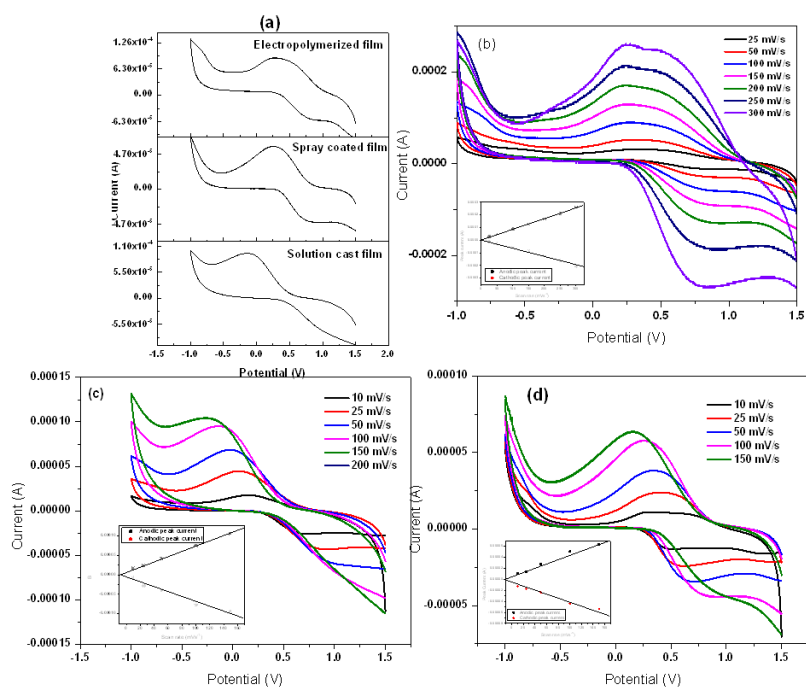 (a)
Electropolymerized film
1.26x10⁻⁴
6.30x10⁻⁵
0.00
-6.30x10⁻⁵
Spray coated film
4.70x10⁻⁵
0.00
Current (A)
Solution cast film
1.10x10⁻⁴
5.50x10⁻⁵
0.00
-5.50x10⁻⁵
-1.5 -1.0 -0.5 0.0 0.5 1.0 1.5 2.0
Potential (V)
(b)
25 mV/s
50 mV/s
100 mV/s
150 mV/s
200 mV/s
250 mV/s
300 mV/s
0.0002
0.0000
-0.0002
Current (A)
Anodic peak current
Cathodic peak current
-1.0 -0.5 0.0 0.5 1.0 1.5
Potential (V)
(c)
10 mV/s
25 mV/s
50 mV/s
100 mV/s
150 mV/s
200 mV/s
0.00015
0.00010
0.00005
0.00000
-0.00005
-0.00010
-0.00015
Current (A)
Anodic peak current
Cathodic peak current
-1.5 -1.0 -0.5 0.0 0.5 1.0 1.5
Potential (V)
(d)
10 mV/s
25 mV/s
50 mV/s
100 mV/s
150 mV/s
0.00010
0.00005
0.00000
-0.00005
Current (A)
Anodic peak current
Cathodic peak current
-1.0 -0.5 0.0 0.5 1.0 1.5
Potential (V)